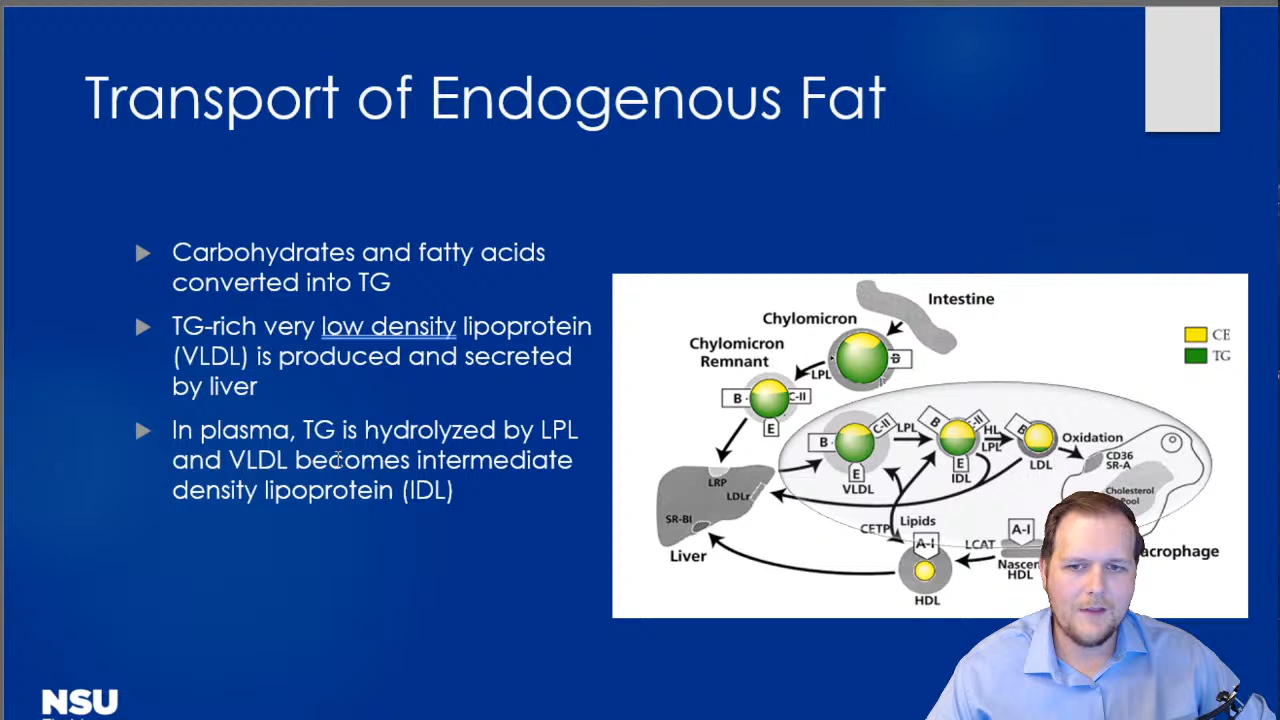 Transport of Endogenous Fat
Carbohydrates and fatty acids
converted into TG
TG-rich very low density lipoprotein
(VLDL) is produced and secreted
by liver
In plasma, TG is hydrolyzed by LPL
and VLDL becomes intermediate
density lipoprotein (IDL)
Intestine
Chylomicron
Chylomicron
Remnant
CE
TG
B
LPL
B
C-II
E
B
C-II
LPL
B
HL
LPL
B
Oxidation
E
VLDL
E
IDL
LDL
CD36
SR-A
Cholesterol
Pool
LRP
LDLr
SR-BI
Liver
CETP
Lipids
A-I
LCAT
A-I
Nascen
HDL
acrophage
HDL
NSU